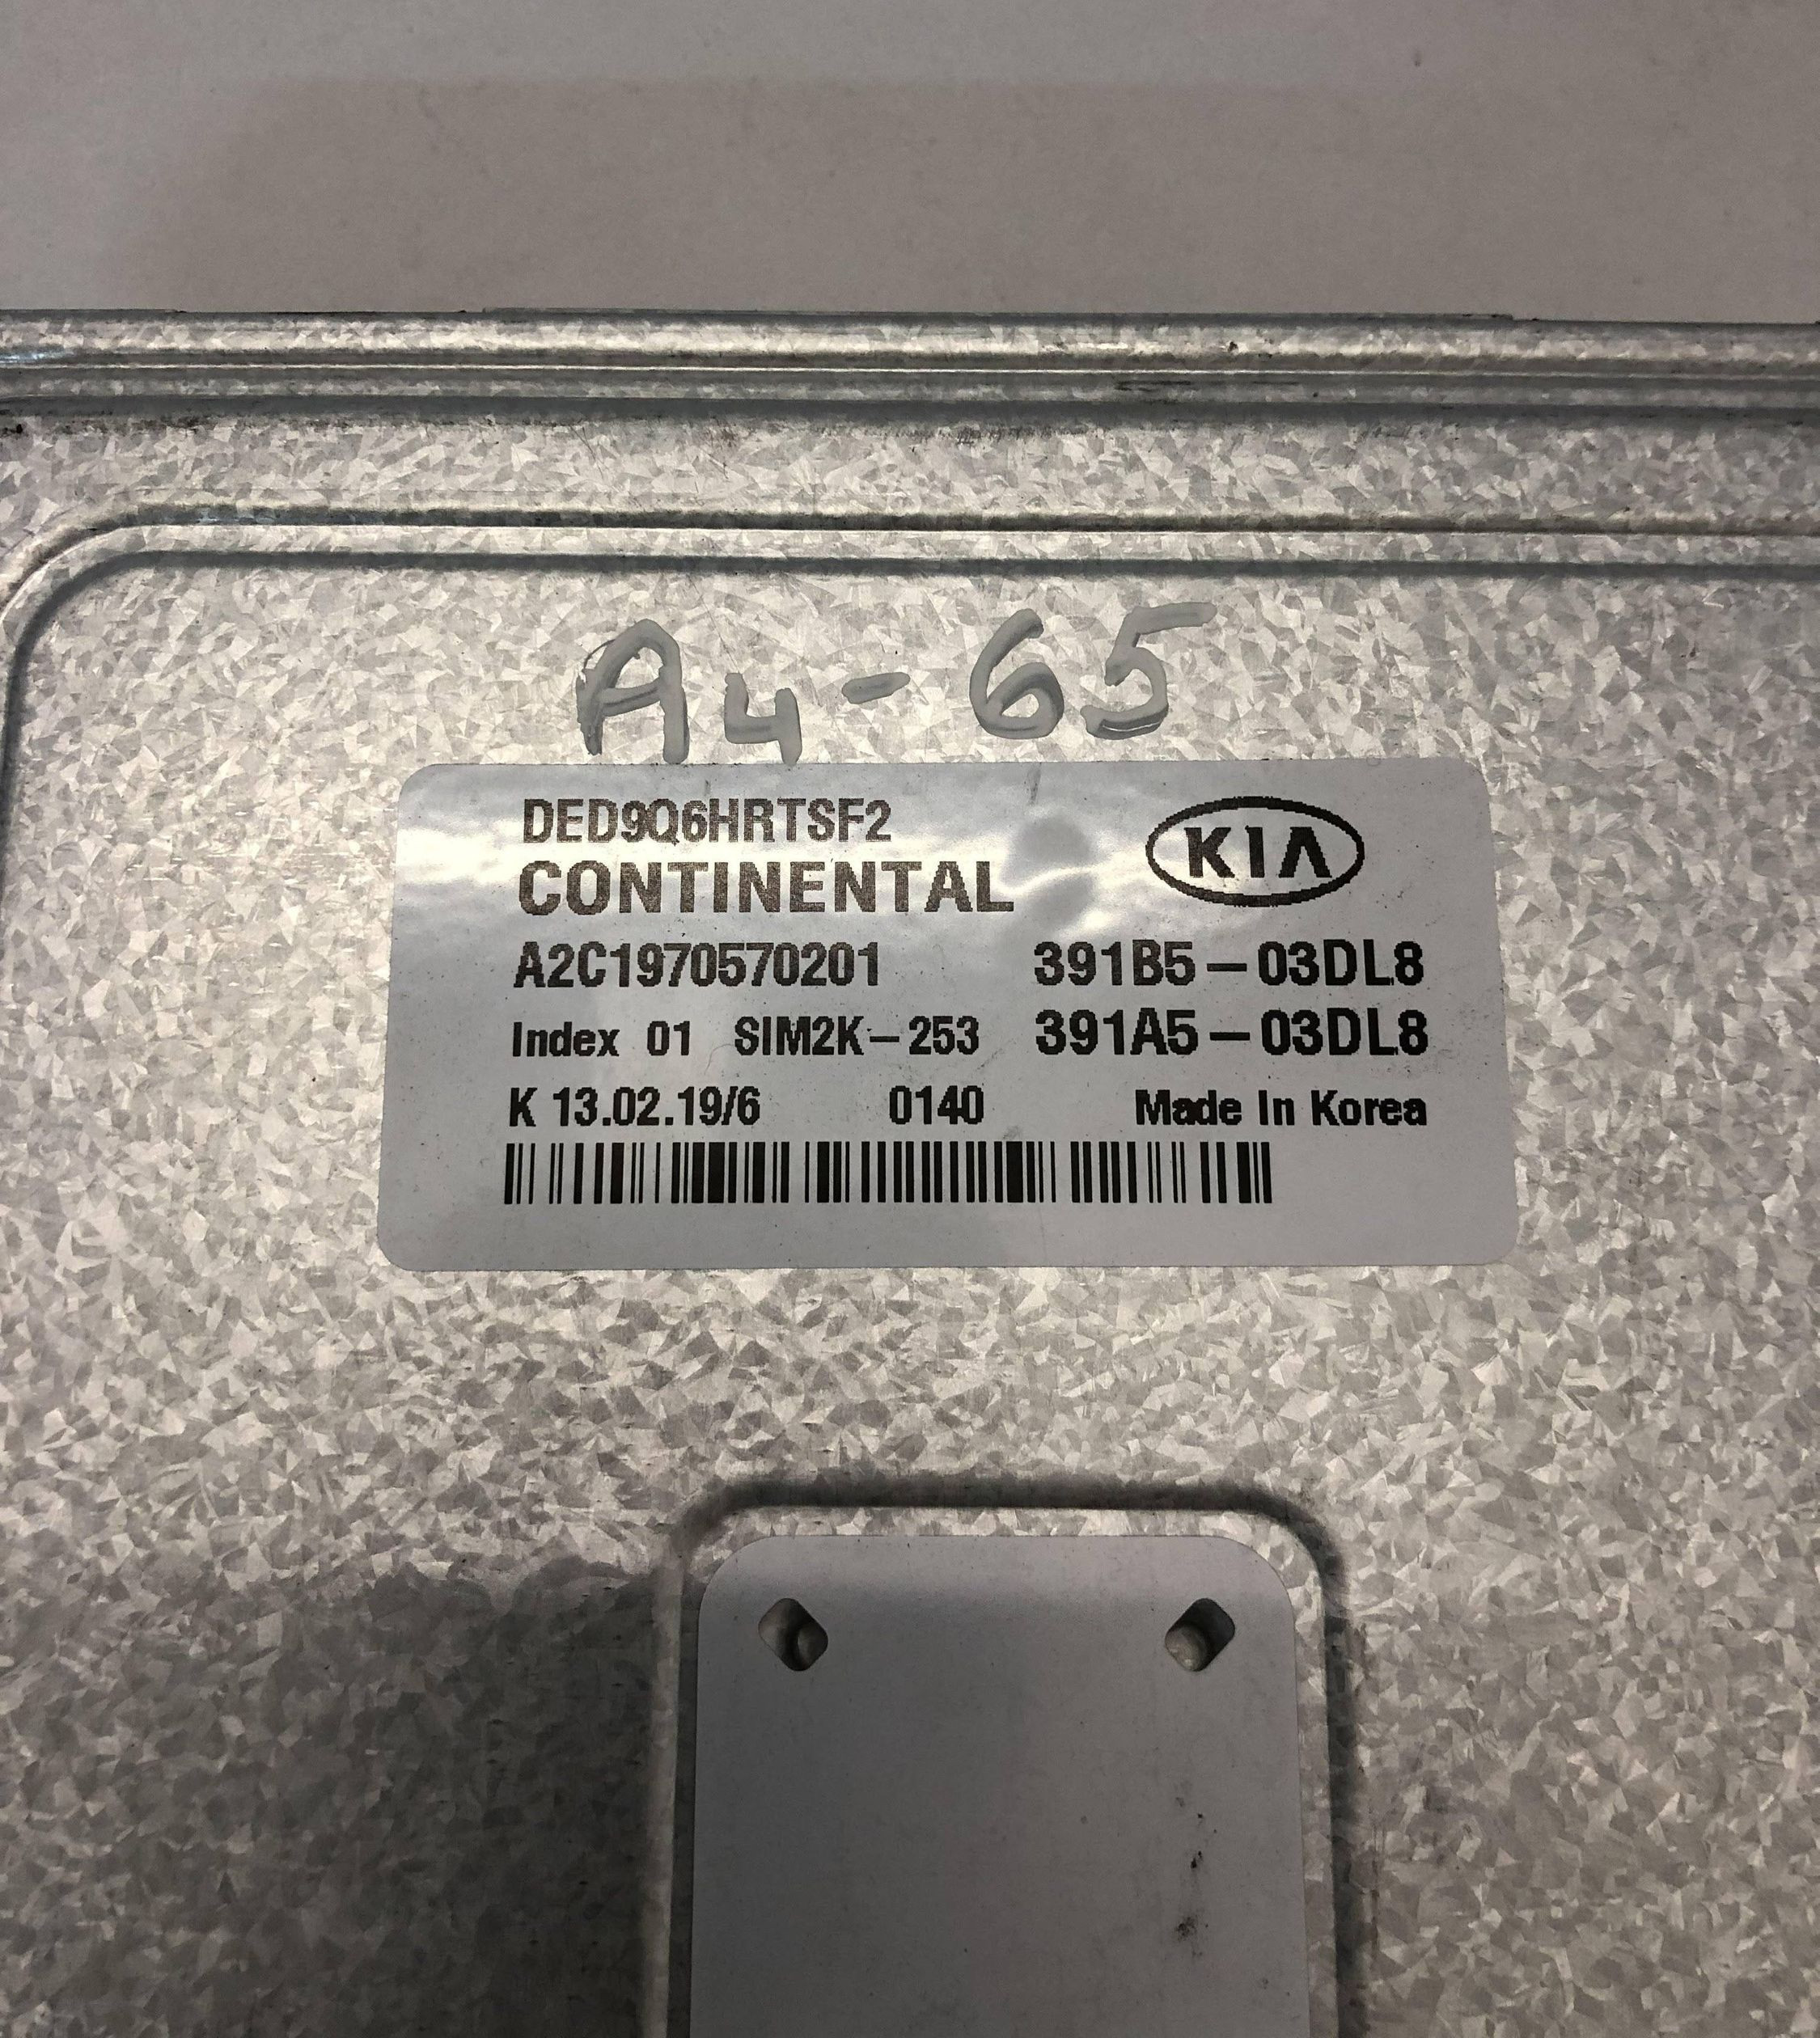 A4-65
DED9Q6HRTSF2
KIA
CONTINENTAL
A2C1970570201 391B5-03DL8
Index 01 SIM2K-253 391A5-03DL8
K 13.02.19/6 0140 Made In Korea